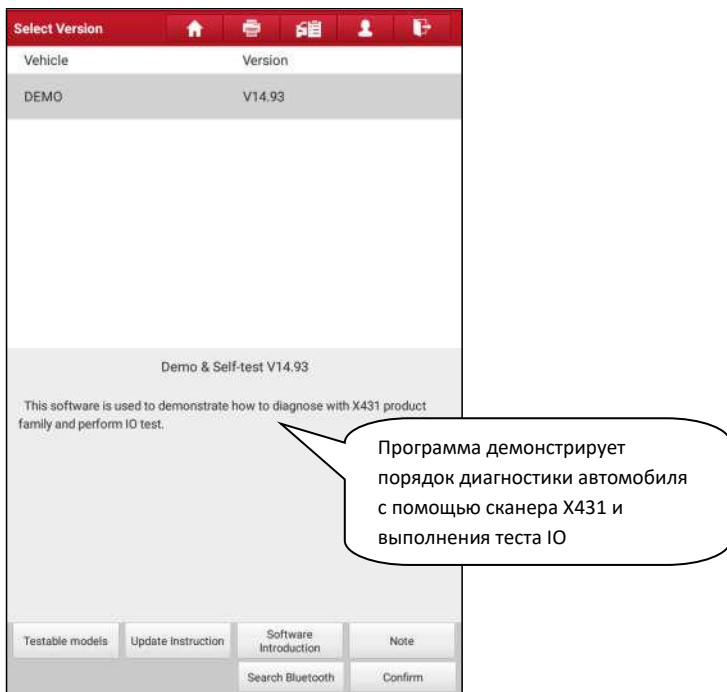 Select Version
Vehicle Version
DEMO V14.93
Demo & Self-test V14.93
This software is used to demonstrate how to diagnose with X431 product
family and perform IO test.
Программа демонстрирует
порядок диагностики автомобиля
с помощью сканера X431 и
выполнения теста IO
Testable models Update Instruction Software Introduction Note
Search Bluetooth Confirm